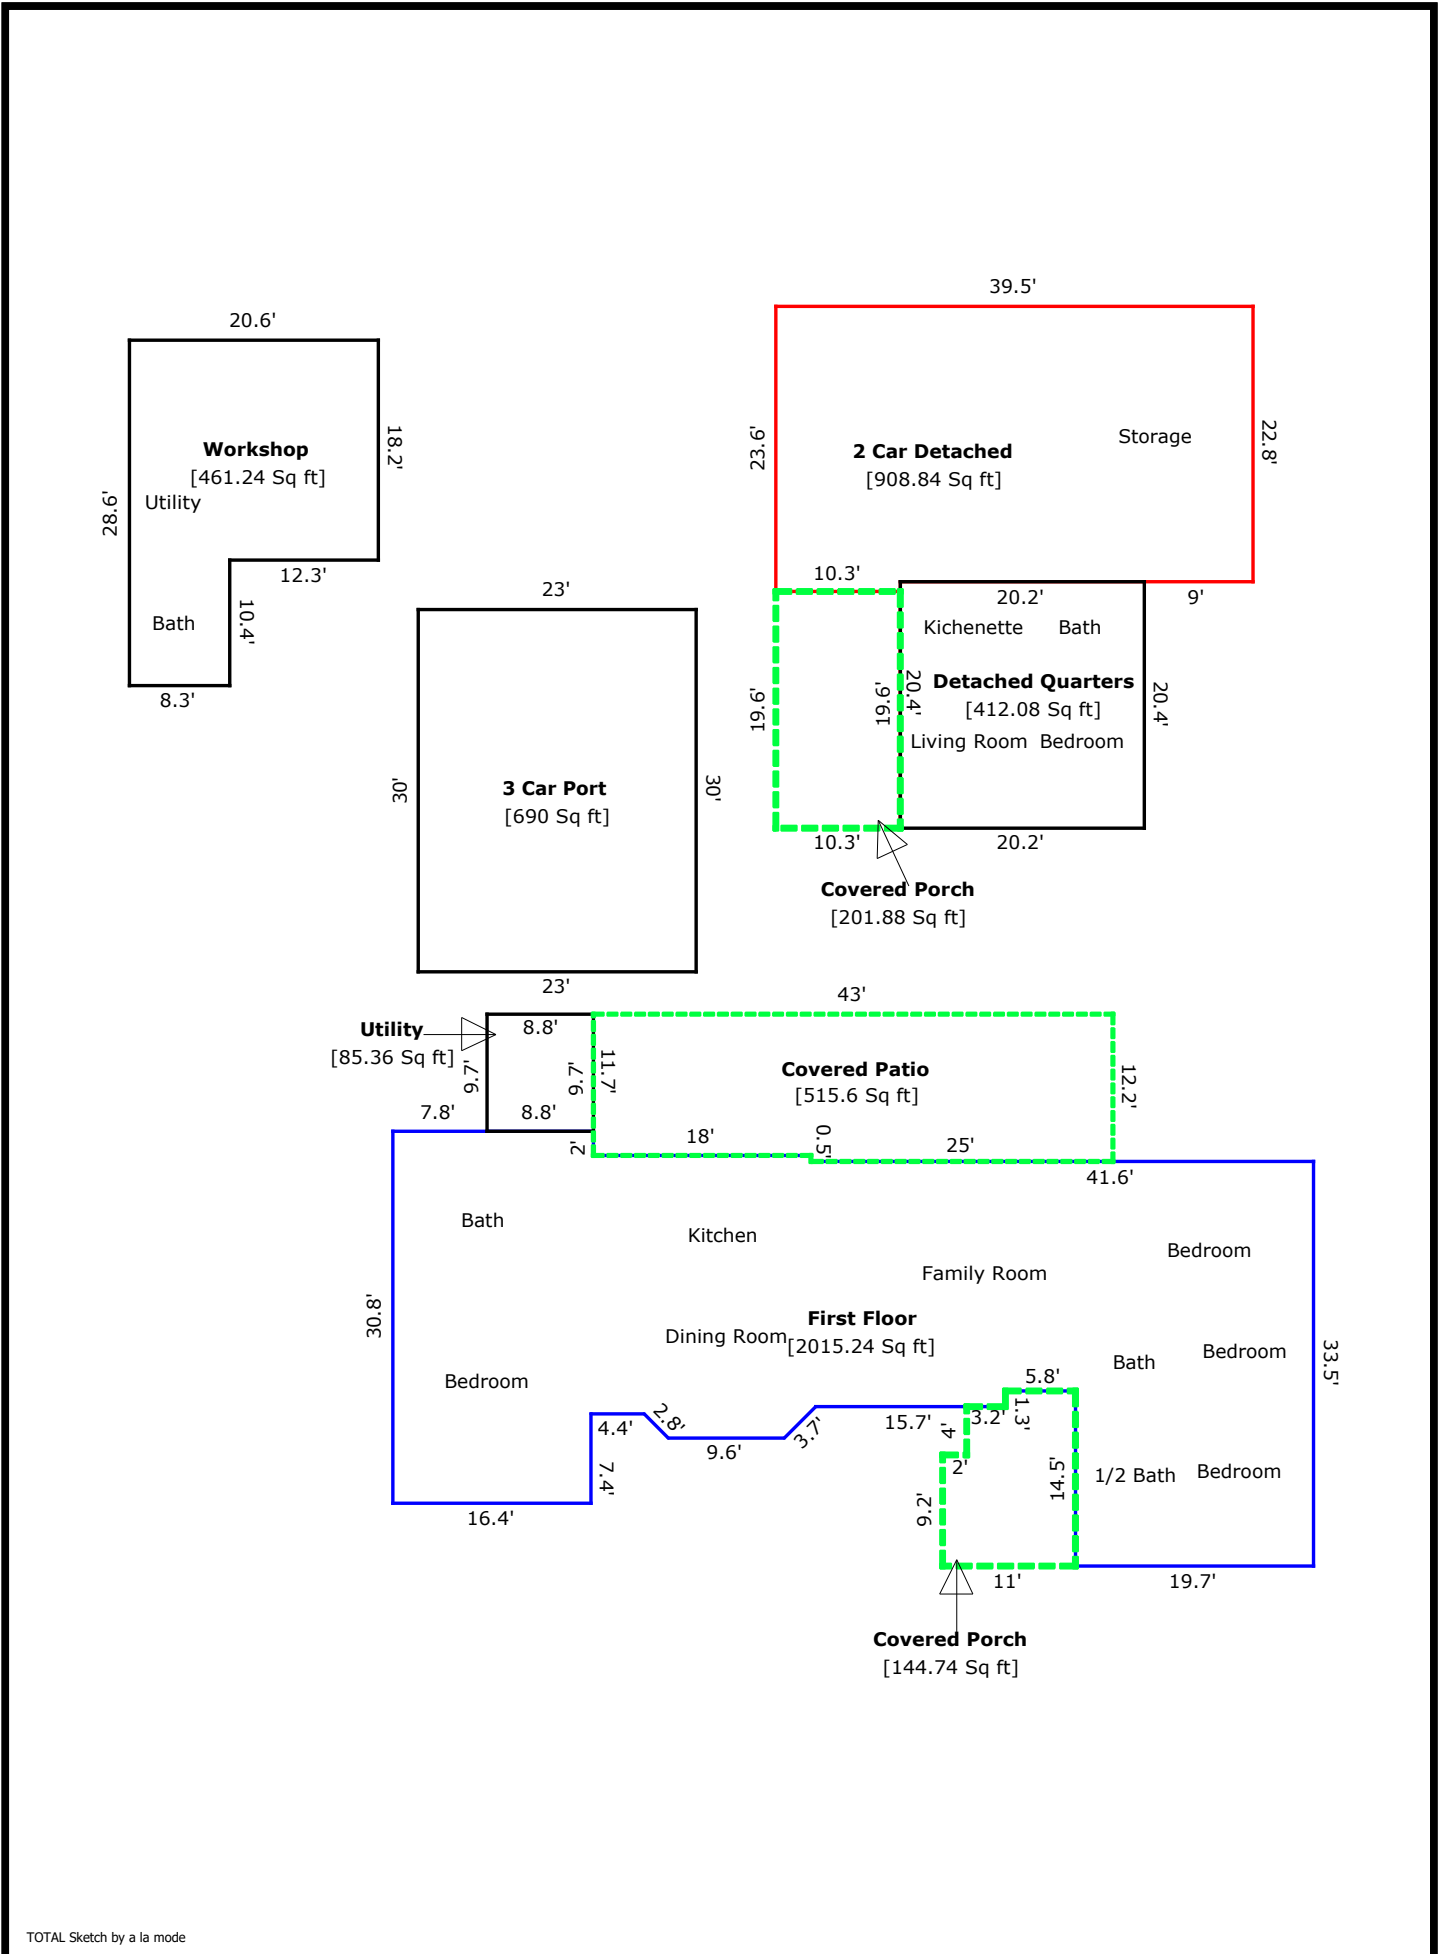 39.5'
20.6'
Workshop
[461.24 Sq ft]
Utility
28.6'
18.2'
12.3'
10.4'
Bath
8.3'
23.6'
2 Car Detached
[908.84 Sq ft]
Storage
22.8'
10.3'
20.2'
9'
Kichenette Bath
Detached Quarters
[412.08 Sq ft]
Living Room Bedroom
19.6'
19.6'
20.4'
20.4'
10.3'
20.2'
Covered Porch
[201.88 Sq ft]
23'
30'
3 Car Port
[690 Sq ft]
30'
23'
43'
Utility
[85.36 Sq ft]
8.8'
9.7'
9.7'
11.7'
Covered Patio
[515.6 Sq ft]
12.2'
7.8'
8.8'
2'
18'
0.5'
25'
41.6'
Bath
Kitchen
Family Room
Bedroom
30.8'
First Floor
[2015.24 Sq ft]
Dining Room
Bath
Bedroom
33.5'
Bedroom
5.8'
1.3'
3.2'
15.7'
4'
2'
4.4'
2.8'
9.6'
3.7'
7.4'
16.4'
9.2'
14.5'
1/2 Bath
Bedroom
11'
19.7'
Covered Porch
[144.74 Sq ft]
TOTAL Sketch by a la mode